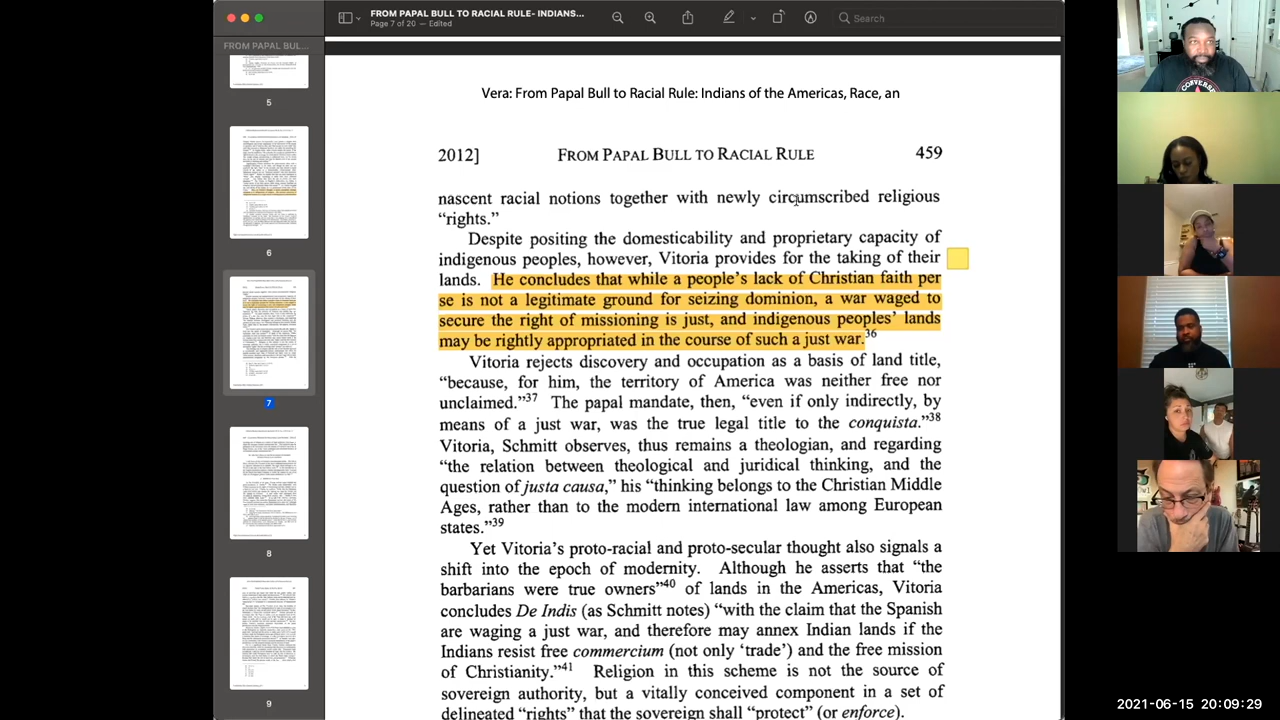 FROM PAPAL BULL TO RACIAL RULE- INDIANS...
Page 7 of 20 — Edited
Search
FROM PAPAL BUL...
5
6
7
8
9
Vıra: From Papal Bull to Racial Rule: Indians of the Americas, Race, an
2012] FROM PAPAL BULL RACIAL RULE 459
nascent racial notions together newly circumscribed religious
“rights.”
Despite positing the domesticability and proprietary capacity of
indigenous peoples, however, Vitoria provides for the taking of their
lands. He concludes that while a people’s lack of Christian faith per
se is not a legitimate ground for dominion, a war waged to
secure the right of is just and indigenous peoples’ lands
may be rightly appropriated in the course of such a just war.36
Vitoria rejects discovery and occupation as a basis of land title,
“because, for him, the territory of America was neither free nor
unclaimed.”37 The papal mandate, then, “even if only indirectly, by
means of a just war, was the true legal title to the conquista.”38
Vitoria, Schmitt observes, thus remains a theologian, and regarding
relation between theological and juridical thinking, and the
question of justa causa,” his “thinking belongs to the Christian Middle
Ages, rather than to the modern international law among European
states.”39
Yet Vitoria’s proto-racial and proto-secular thought also signals a
shift into the epoch of modernity. Although he asserts that “the
barbarians were true owners”40 of lands in the Americas, Vitoria
concludes De Indis (Schmitt notes) “with the claim that the Spanish
waging a just war and therefore may Indian lands if the
Indians resist free commercium (not only ‘trade’) and the free mission
of Christianity.”41 Religion in this scheme is not the source of
sovereign authority, but a vitally conceived component in a set of
delineated “rights” that the sovereign shall “protect” (or enforce).
CONVERSE
2021-06-15 20:09:29